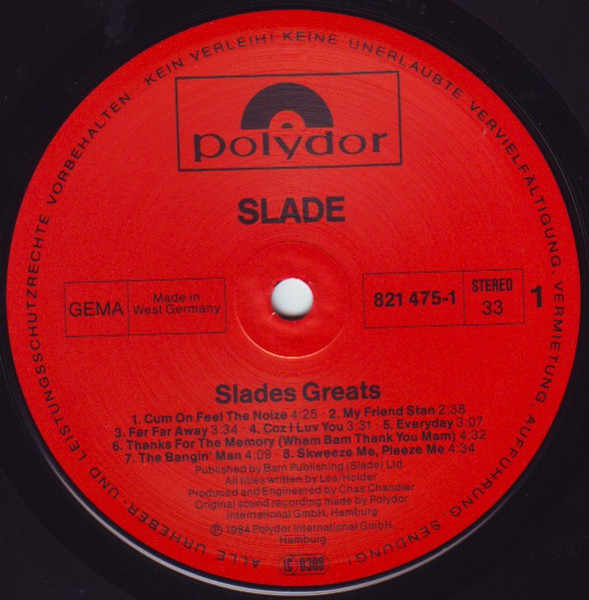 ALLE URHEBER- UND LEISTUNGSSCHUTZRECHTE VORBEHALTEN · KEIN VERLEIH! KEINE UNERLAUBTE VERVIELFÄLTIGUNG, VERMIETUNG, AUFFÜHRUNG, SENDUNG!
polydor
SLADE
GEMA
Made in
West Germany
821 475-1
STEREO
33
1
Slades Greats
1. Cum On Feel The Noize 4:25 · 2. My Friend Stan 2:38
3. Far Far Away 3:34 · 4. Coz I Luv You 3:31 · 5. Everyday 3:07
6. Thanks For The Memory (Wham Bam Thank You Mam) 4:32
7. The Bangin' Man 4:09 · 8. Skweeze Me, Pleeze Me 4:34
Published by Barn Publishing (Slade) Ltd.
All titles written by Lea/Holder
Produced and Engineered by Chas Chandler
Original sound recording made by Polydor
International GmbH, Hamburg
Ⓟ 1984 Polydor International GmbH
Hamburg
LC 0309